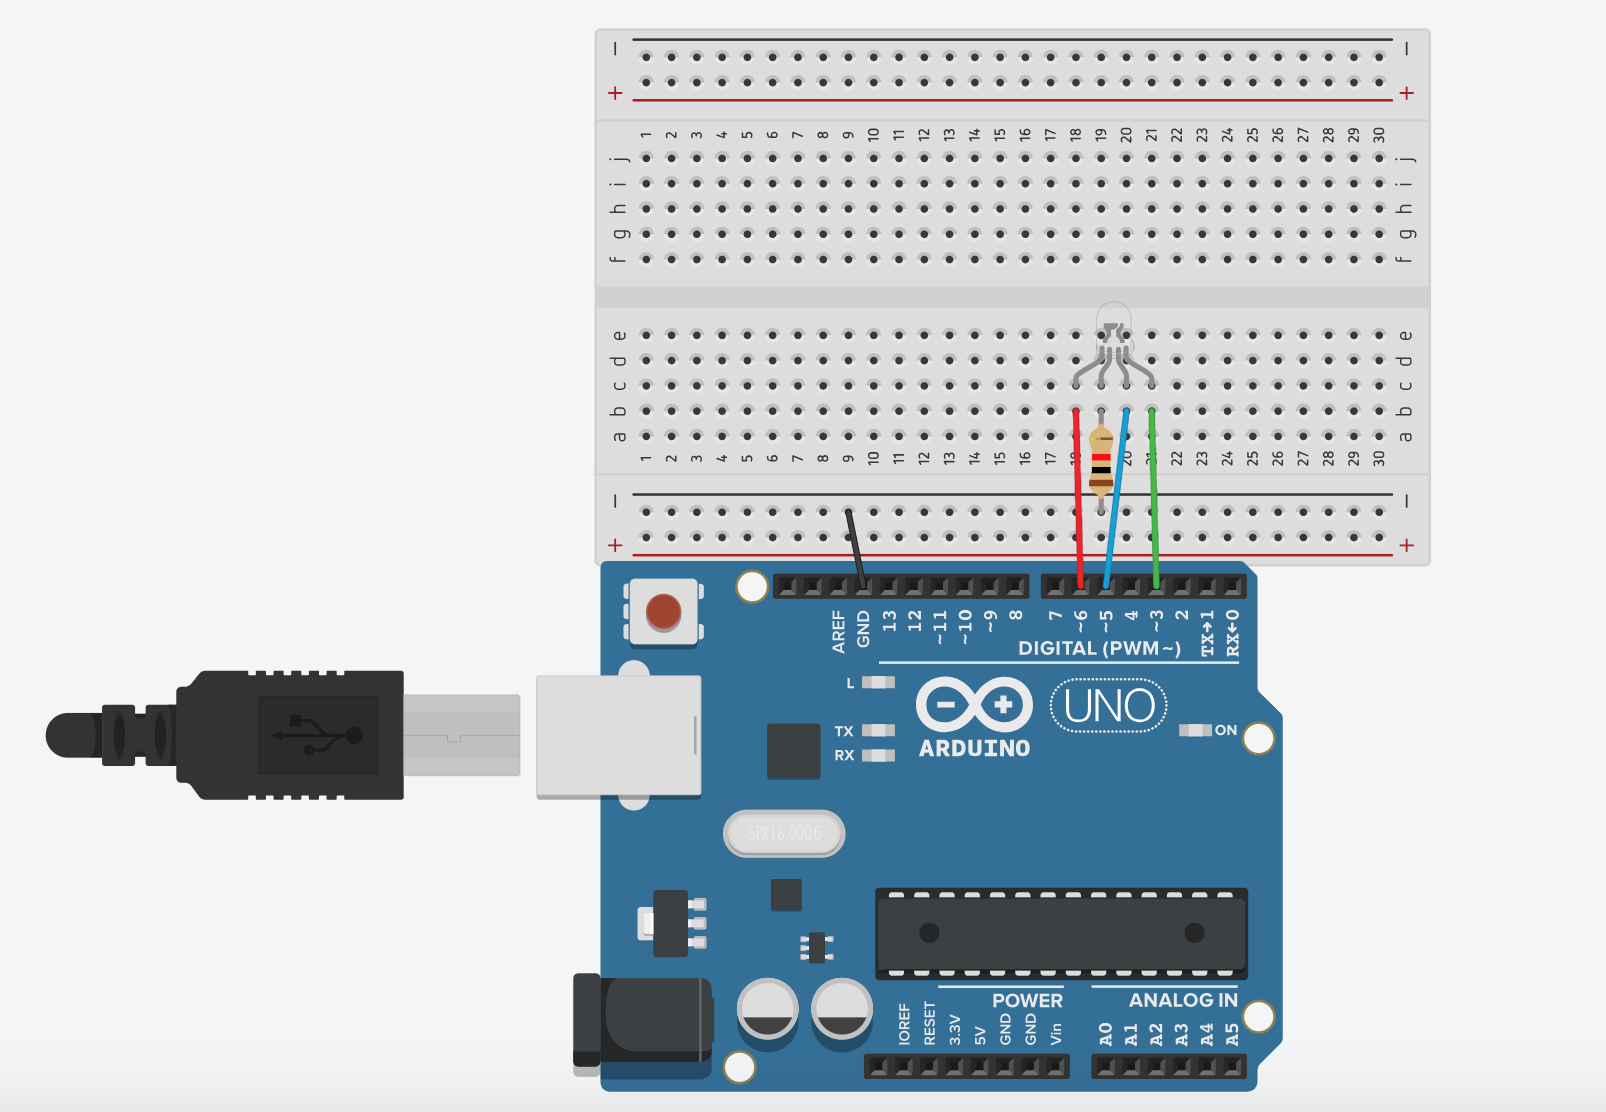 − −
+ +
1 2 3 4 5 6 7 8 9 10 11 12 13 14 15 16 17 18 19 20 21 22 23 24 25 26 27 28 29 30
j j
i i
h h
g g
f f
e e
d d
c c
b b
a a
1 2 3 4 5 6 7 8 9 10 11 12 13 14 15 16 17 18 20 21 22 23 24 25 26 27 28 29 30
− −
+ +
AREF GND 13 12 ~11 ~10 ~9 8 7 ~6 ~5 4 ~3 2 TX→1 RX←0
DIGITAL (PWM~)
L
UNO
TX
ON
RX
ARDUINO
SPK16.000G
POWER ANALOG IN
IOREF RESET 3.3V 5V GND GND Vin A0 A1 A2 A3 A4 A5